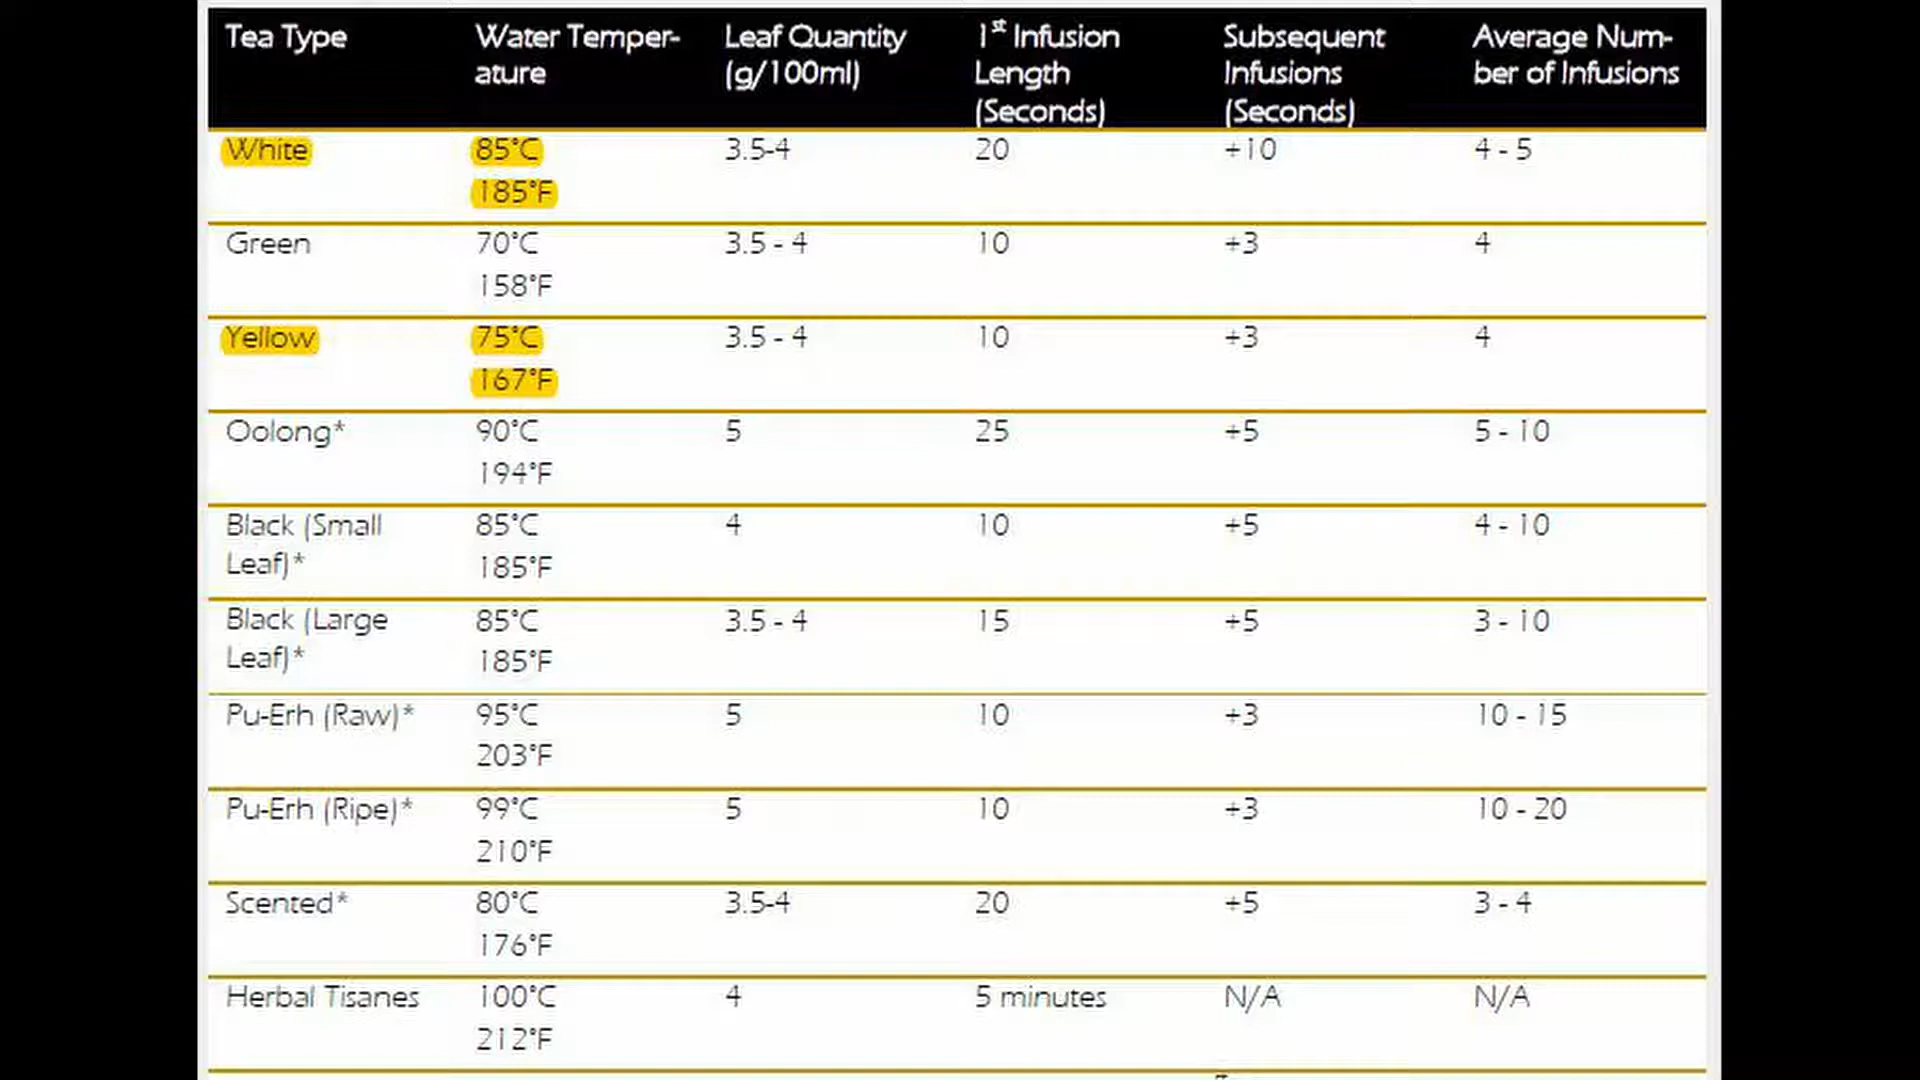 Tea Type
Water Temper-
ature
Leaf Quantity
(g/100ml)
1st Infusion
Length
(Seconds)
Subsequent
Infusions
(Seconds)
Average Num-
ber of Infusions
White
85°C
185°F
3.5-4
20
+10
4 - 5
Green
70°C
158°F
3.5 - 4
10
+3
4
Yellow
75°C
167°F
3.5 - 4
10
+3
4
Oolong*
90°C
194°F
5
25
+5
5 - 10
Black (Small
Leaf)*
85°C
185°F
4
10
+5
4 - 10
Black (Large
Leaf)*
85°C
185°F
3.5 - 4
15
+5
3 - 10
Pu-Erh (Raw)*
95°C
203°F
5
10
+3
10 - 15
Pu-Erh (Ripe)*
99°C
210°F
5
10
+3
10 - 20
Scented*
80°C
176°F
3.5-4
20
+5
3 - 4
Herbal Tisanes
100°C
212°F
4
5 minutes
N/A
N/A